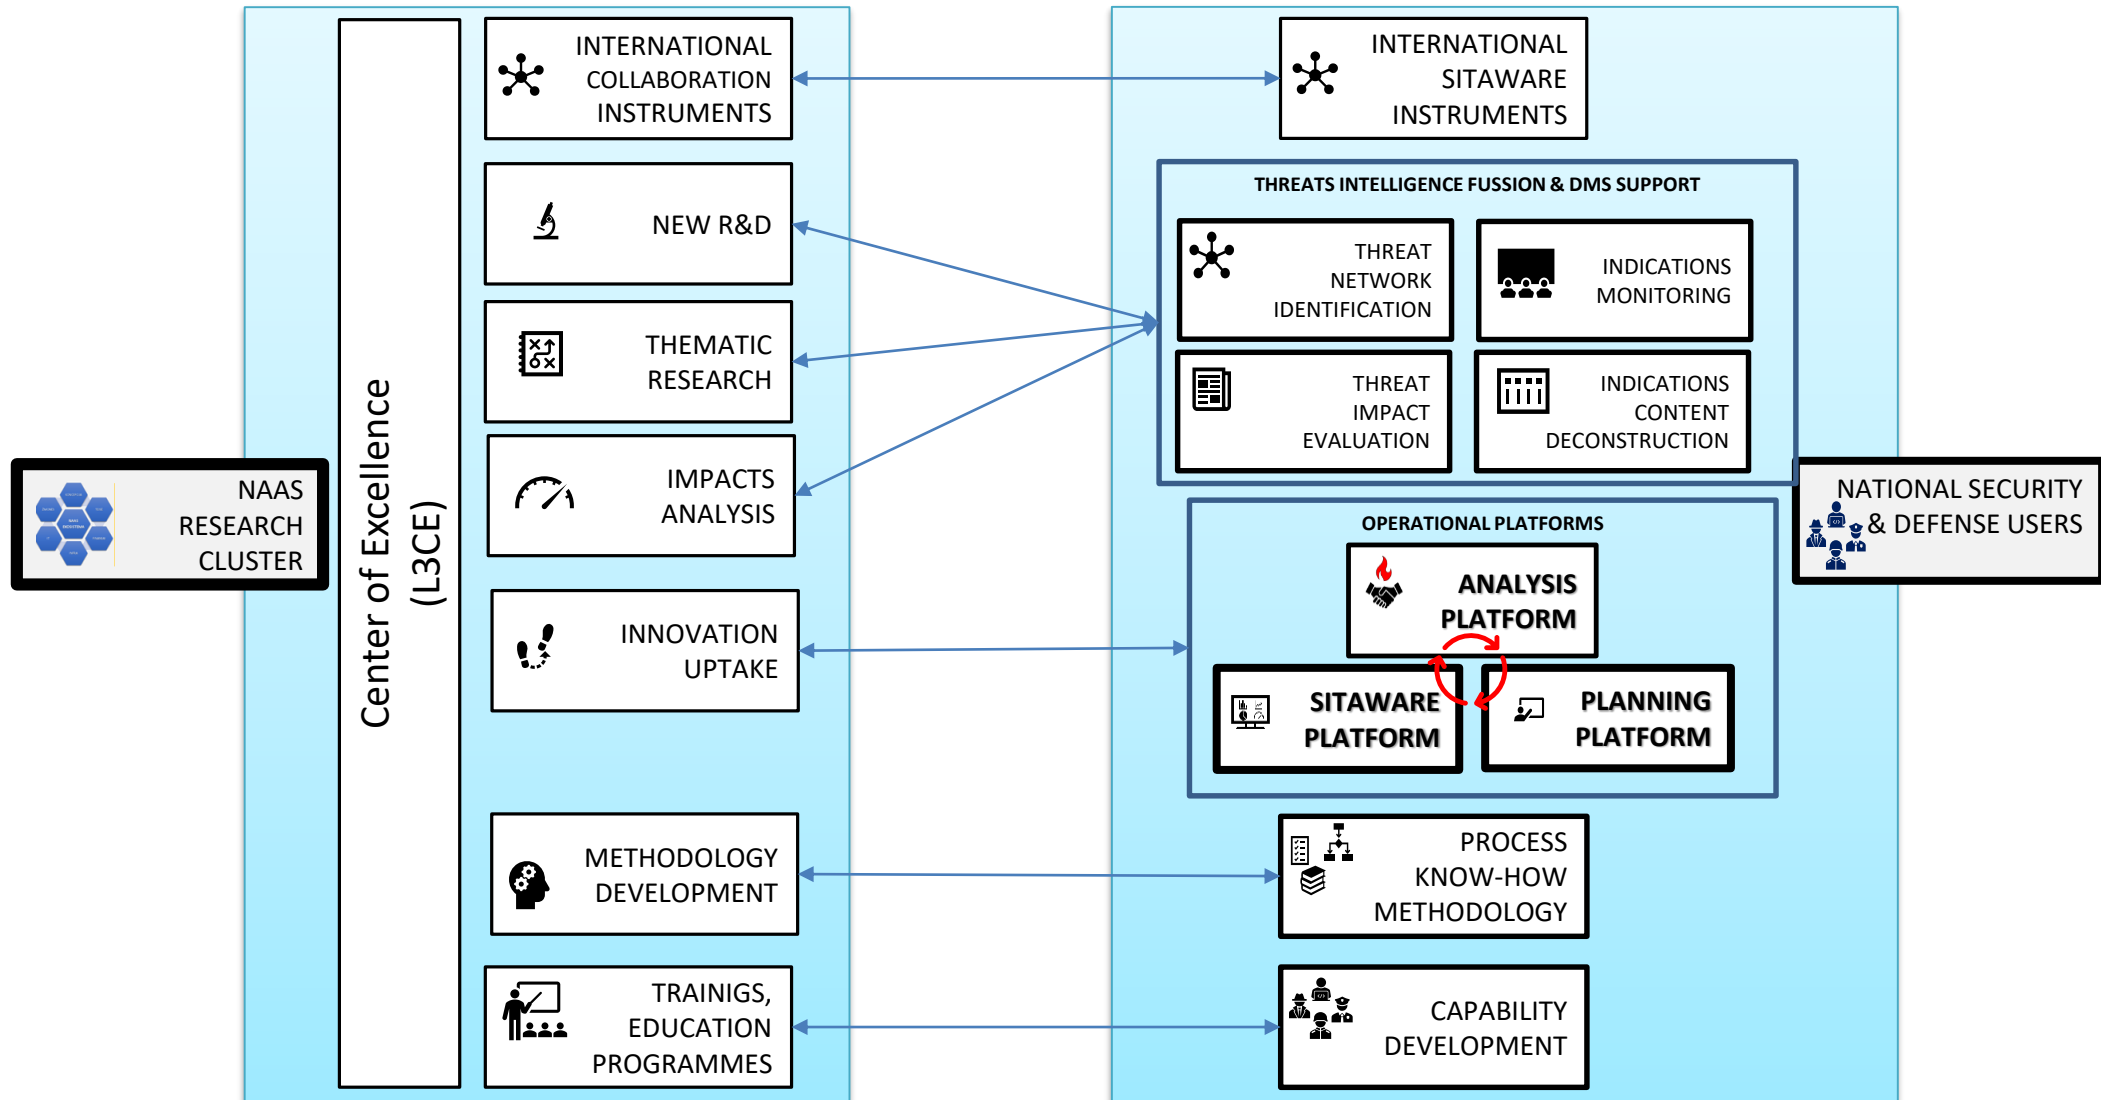 NAAS
RESEARCH
CLUSTER
Center of Excellence
(L3CE)
INTERNATIONAL
COLLABORATION
INSTRUMENTS
NEW R&D
THEMATIC
RESEARCH
IMPACTS
ANALYSIS
INNOVATION
UPTAKE
METHODOLOGY
DEVELOPMENT
TRAINIGS,
EDUCATION
PROGRAMMES
INTERNATIONAL
SITAWARE
INSTRUMENTS
THREATS INTELLIGENCE FUSSION & DMS SUPPORT
THREAT
NETWORK
IDENTIFICATION
INDICATIONS
MONITORING
THREAT
IMPACT
EVALUATION
INDICATIONS
CONTENT
DECONSTRUCTION
OPERATIONAL PLATFORMS
ANALYSIS
PLATFORM
SITAWARE
PLATFORM
PLANNING
PLATFORM
PROCESS
KNOW-HOW
METHODOLOGY
CAPABILITY
DEVELOPMENT
NATIONAL SECURITY
& DEFENSE USERS